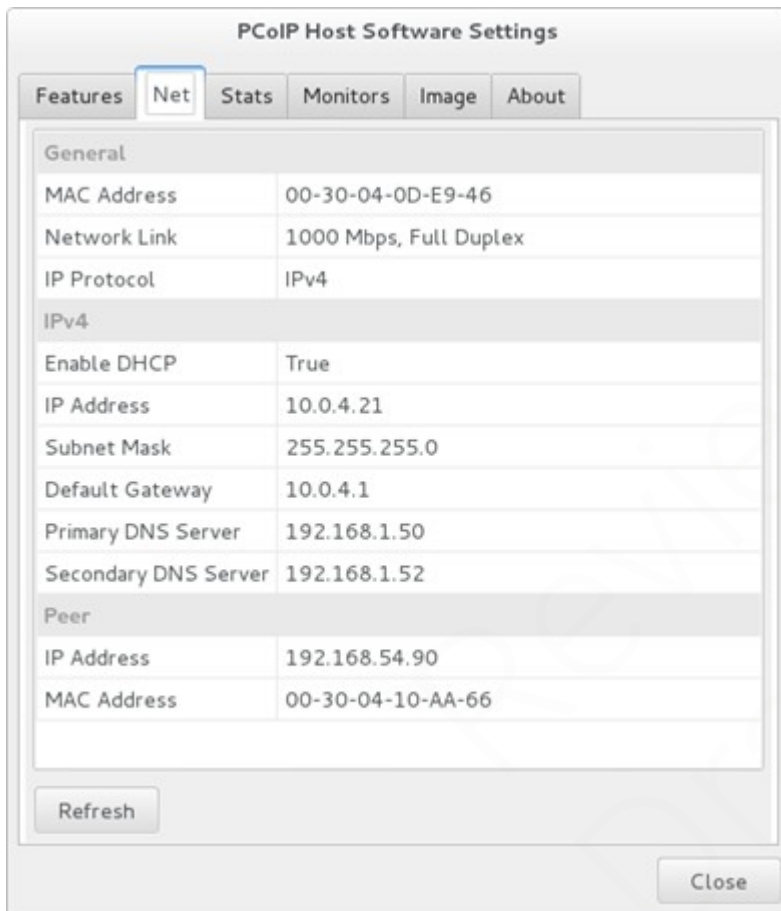 PCoIP Host Software Settings
Features Net Stats Monitors Image About
General
MAC Address 00-30-04-0D-E9-46
Network Link 1000 Mbps, Full Duplex
IP Protocol IPv4
IPv4
Enable DHCP True
IP Address 10.0.4.21
Subnet Mask 255.255.255.0
Default Gateway 10.0.4.1
Primary DNS Server 192.168.1.50
Secondary DNS Server 192.168.1.52
Peer
IP Address 192.168.54.90
MAC Address 00-30-04-10-AA-66
Refresh
Close